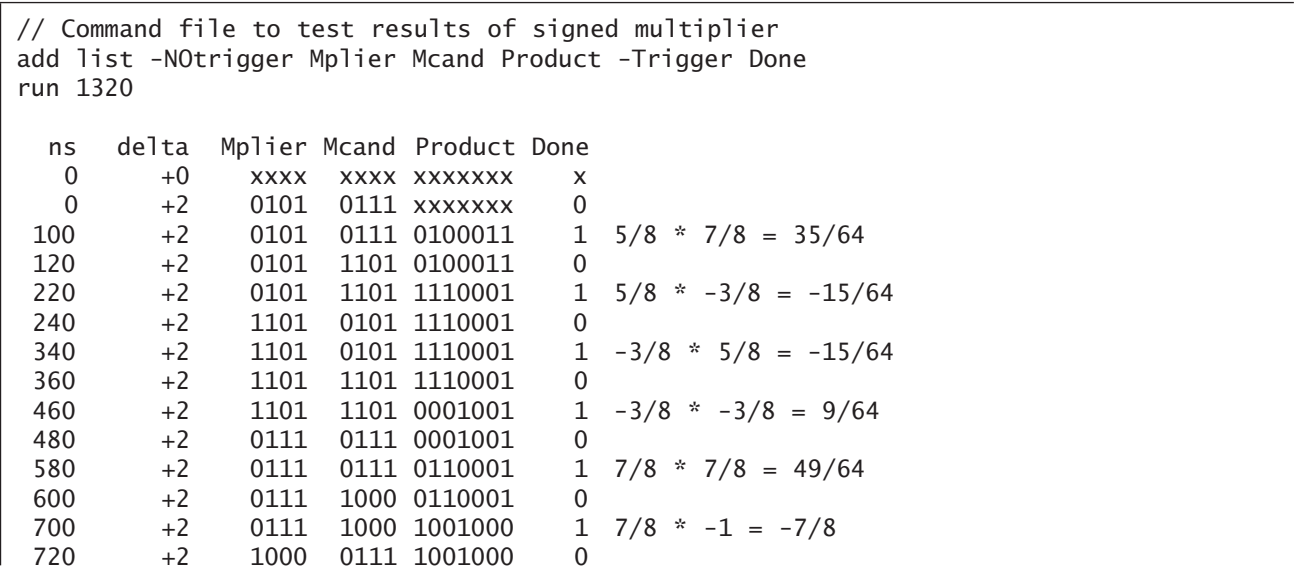 // Command file to test results of signed multiplier
add list -NOtrigger Mplier Mcand Product -Trigger Done
run 1320
ns delta Mplier Mcand Product Done
0 +0 xxxx xxxx xxxxxxx x
0 +2 0101 0111 xxxxxxx 0
100 +2 0101 0111 0100011 1 5/8 * 7/8 = 35/64
120 +2 0101 1101 0100011 0
220 +2 0101 1101 1110001 1 5/8 * -3/8 = -15/64
240 +2 1101 0101 1110001 0
340 +2 1101 0101 1110001 1 -3/8 * 5/8 = -15/64
360 +2 1101 1101 1110001 0
460 +2 1101 1101 0001001 1 -3/8 * -3/8 = 9/64
480 +2 0111 0111 0001001 0
580 +2 0111 0111 0110001 1 7/8 * 7/8 = 49/64
600 +2 0111 1000 0110001 0
700 +2 0111 1000 1001000 1 7/8 * -1 = -7/8
720 +2 1000 0111 1001000 0